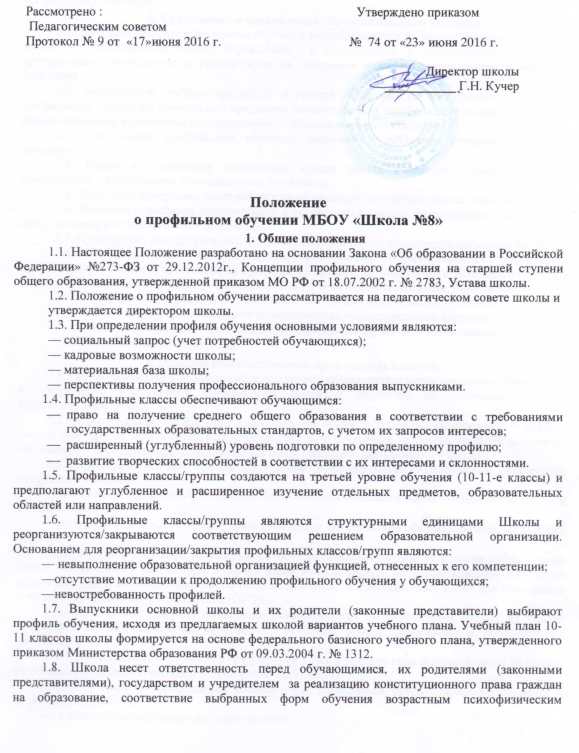 Рассмотрено :
Утверждено приказом
Педагогическим советом
Протокол № 9 от «17»июня 2016 г.
№ 74 от «23» июня 2016 г.
Директор школы
Г.Н. Кучер
Положение
о профильном обучении МБОУ «Школа №8»
1. Общие положения
1.1. Настоящее Положение разработано на основании Закона «Об образовании в Российской
Федерации» №273-ФЗ от 29.12.2012г., Концепции профильного обучения на старшей ступени
общего образования, утвержденной приказом МО РФ от 18.07.2002 г. № 2783, Устава школы.
1.2. Положение о профильном обучении рассматривается на педагогическом совете школы и
утверждается директором школы.
1.3. При определении профиля обучения основными условиями являются:
— социальный запрос (учет потребностей обучающихся);
— кадровые возможности школы;
— материальная база школы;
— перспективы получения профессионального образования выпускниками.
1.4. Профильные классы обеспечивают обучающимся:
— право на получение среднего общего образования в соответствии с требованиями
государственных образовательных стандартов, с учетом их запросов интересов;
— расширенный (углубленный) уровень подготовки по определенному профилю;
— развитие творческих способностей в соответствии с их интересами и склонностями.
1.5. Профильные классы/группы создаются на третьей уровне обучения (10-11-е классы) и
предполагают углубленное и расширенное изучение отдельных предметов, образовательных
областей или направлений.
1.6. Профильные классы/группы являются структурными единицами Школы и
реорганизуются/закрываются соответствующим решением образовательной организации.
Основанием для реорганизации/закрытия профильных классов/групп являются:
— невыполнение образовательной организацией функцией, отнесенных к его компетенции;
—отсутствие мотивации к продолжению профильного обучения у обучающихся;
—невостребованность профилей.
1.7. Выпускники основной школы и их родители (законные представители) выбирают
профиль обучения, исходя из предлагаемых школой вариантов учебного плана. Учебный план 10-
11 классов школы формируется на основе федерального базисного учебного плана, утвержденного
приказом Министерства образования РФ от 09.03.2004 г. № 1312.
1.8. Школа несет ответственность перед обучающимися, их родителями (законными
представителями), государством и учредителем за реализацию конституционного права граждан
на образование, соответствие выбранных форм обучения возрастным психофизическим